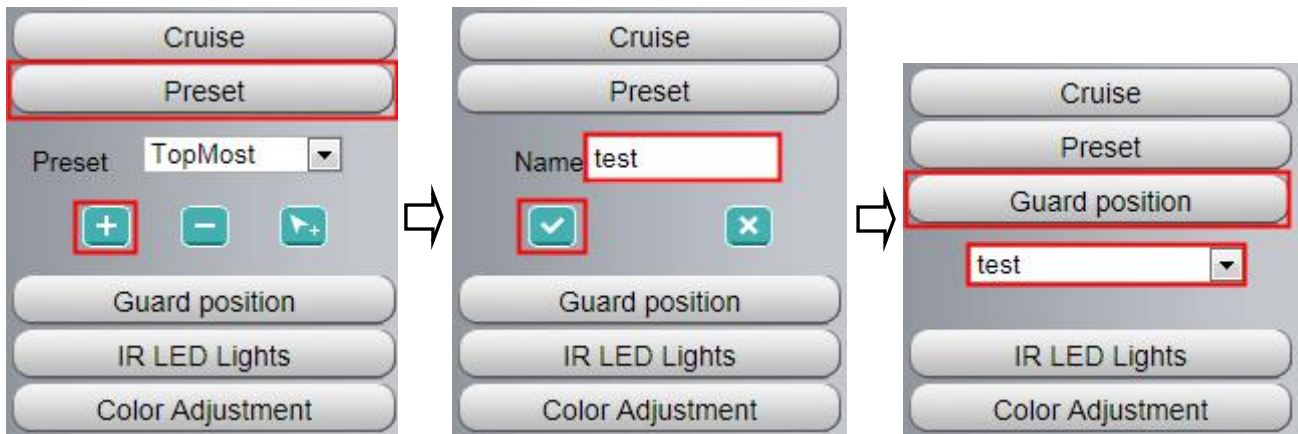 Cruise
Preset
Preset TopMost
Guard position
IR LED Lights
Color Adjustment
Cruise
Preset
Name test
Guard position
IR LED Lights
Color Adjustment
Cruise
Preset
Guard position
test
IR LED Lights
Color Adjustment